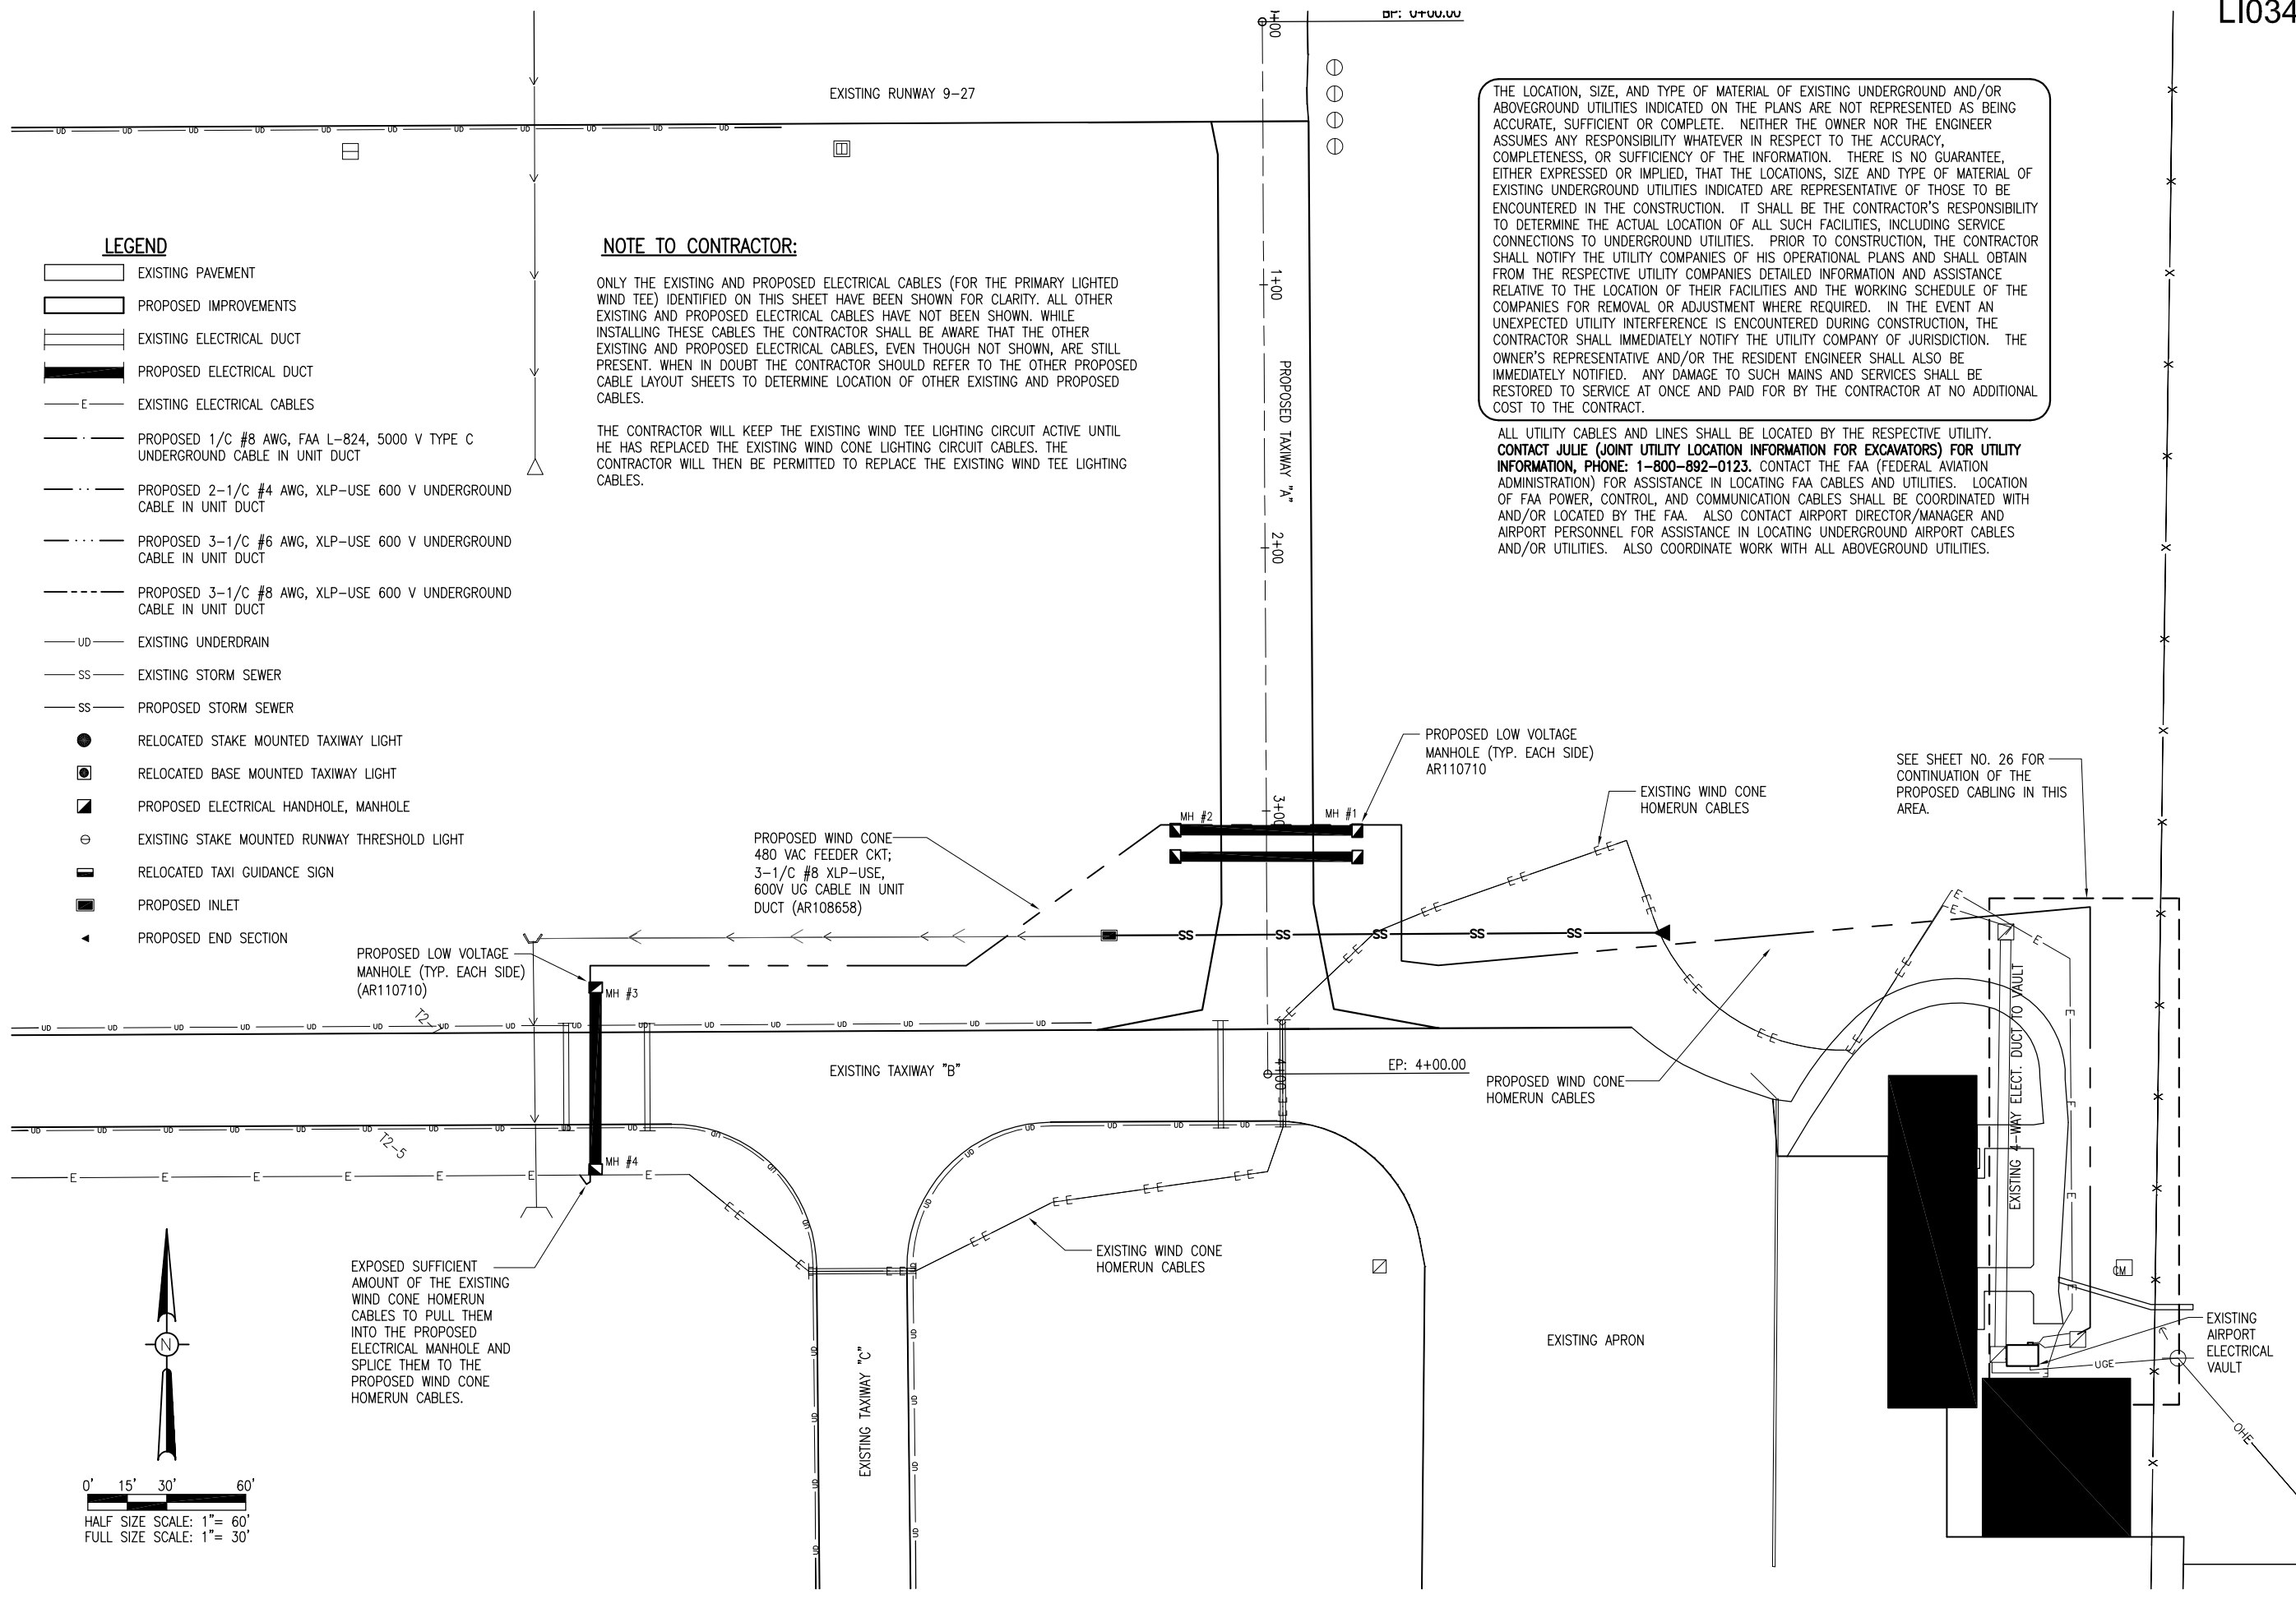 LI034
BP: 0+00.00
EXISTING RUNWAY 9-27
THE LOCATION, SIZE, AND TYPE OF MATERIAL OF EXISTING UNDERGROUND AND/OR
ABOVEGROUND UTILITIES INDICATED ON THE PLANS ARE NOT REPRESENTED AS BEING
ACCURATE, SUFFICIENT OR COMPLETE. NEITHER THE OWNER NOR THE ENGINEER
ASSUMES ANY RESPONSIBILITY WHATEVER IN RESPECT TO THE ACCURACY,
COMPLETENESS, OR SUFFICIENCY OF THE INFORMATION. THERE IS NO GUARANTEE,
EITHER EXPRESSED OR IMPLIED, THAT THE LOCATIONS, SIZE AND TYPE OF MATERIAL OF
EXISTING UNDERGROUND UTILITIES INDICATED ARE REPRESENTATIVE OF THOSE TO BE
ENCOUNTERED IN THE CONSTRUCTION. IT SHALL BE THE CONTRACTOR'S RESPONSIBILITY
TO DETERMINE THE ACTUAL LOCATION OF ALL SUCH FACILITIES, INCLUDING SERVICE
CONNECTIONS TO UNDERGROUND UTILITIES. PRIOR TO CONSTRUCTION, THE CONTRACTOR
SHALL NOTIFY THE UTILITY COMPANIES OF HIS OPERATIONAL PLANS AND SHALL OBTAIN
FROM THE RESPECTIVE UTILITY COMPANIES DETAILED INFORMATION AND ASSISTANCE
RELATIVE TO THE LOCATION OF THEIR FACILITIES AND THE WORKING SCHEDULE OF THE
COMPANIES FOR REMOVAL OR ADJUSTMENT WHERE REQUIRED. IN THE EVENT AN
UNEXPECTED UTILITY INTERFERENCE IS ENCOUNTERED DURING CONSTRUCTION, THE
CONTRACTOR SHALL IMMEDIATELY NOTIFY THE UTILITY COMPANY OF JURISDICTION. THE
OWNER'S REPRESENTATIVE AND/OR THE RESIDENT ENGINEER SHALL ALSO BE
IMMEDIATELY NOTIFIED. ANY DAMAGE TO SUCH MAINS AND SERVICES SHALL BE
RESTORED TO SERVICE AT ONCE AND PAID FOR BY THE CONTRACTOR AT NO ADDITIONAL
COST TO THE CONTRACT.
ALL UTILITY CABLES AND LINES SHALL BE LOCATED BY THE RESPECTIVE UTILITY.
CONTACT JULIE (JOINT UTILITY LOCATION INFORMATION FOR EXCAVATORS) FOR UTILITY
INFORMATION, PHONE: 1-800-892-0123. CONTACT THE FAA (FEDERAL AVIATION
ADMINISTRATION) FOR ASSISTANCE IN LOCATING FAA CABLES AND UTILITIES. LOCATION
OF FAA POWER, CONTROL, AND COMMUNICATION CABLES SHALL BE COORDINATED WITH
AND/OR LOCATED BY THE FAA. ALSO CONTACT AIRPORT DIRECTOR/MANAGER AND
AIRPORT PERSONNEL FOR ASSISTANCE IN LOCATING UNDERGROUND AIRPORT CABLES
AND/OR UTILITIES. ALSO COORDINATE WORK WITH ALL ABOVEGROUND UTILITIES.
LEGEND
EXISTING PAVEMENT
PROPOSED IMPROVEMENTS
EXISTING ELECTRICAL DUCT
PROPOSED ELECTRICAL DUCT
E EXISTING ELECTRICAL CABLES
PROPOSED 1/C #8 AWG, FAA L-824, 5000 V TYPE C
UNDERGROUND CABLE IN UNIT DUCT
PROPOSED 2-1/C #4 AWG, XLP-USE 600 V UNDERGROUND
CABLE IN UNIT DUCT
PROPOSED 3-1/C #6 AWG, XLP-USE 600 V UNDERGROUND
CABLE IN UNIT DUCT
PROPOSED 3-1/C #8 AWG, XLP-USE 600 V UNDERGROUND
CABLE IN UNIT DUCT
UD EXISTING UNDERDRAIN
SS EXISTING STORM SEWER
SS PROPOSED STORM SEWER
RELOCATED STAKE MOUNTED TAXIWAY LIGHT
RELOCATED BASE MOUNTED TAXIWAY LIGHT
PROPOSED ELECTRICAL HANDHOLE, MANHOLE
EXISTING STAKE MOUNTED RUNWAY THRESHOLD LIGHT
RELOCATED TAXI GUIDANCE SIGN
PROPOSED INLET
PROPOSED END SECTION
NOTE TO CONTRACTOR:
ONLY THE EXISTING AND PROPOSED ELECTRICAL CABLES (FOR THE PRIMARY LIGHTED
WIND TEE) IDENTIFIED ON THIS SHEET HAVE BEEN SHOWN FOR CLARITY. ALL OTHER
EXISTING AND PROPOSED ELECTRICAL CABLES HAVE NOT BEEN SHOWN. WHILE
INSTALLING THESE CABLES THE CONTRACTOR SHALL BE AWARE THAT THE OTHER
EXISTING AND PROPOSED ELECTRICAL CABLES, EVEN THOUGH NOT SHOWN, ARE STILL
PRESENT. WHEN IN DOUBT THE CONTRACTOR SHOULD REFER TO THE OTHER PROPOSED
CABLE LAYOUT SHEETS TO DETERMINE LOCATION OF OTHER EXISTING AND PROPOSED
CABLES.
THE CONTRACTOR WILL KEEP THE EXISTING WIND TEE LIGHTING CIRCUIT ACTIVE UNTIL
HE HAS REPLACED THE EXISTING WIND CONE LIGHTING CIRCUIT CABLES. THE
CONTRACTOR WILL THEN BE PERMITTED TO REPLACE THE EXISTING WIND TEE LIGHTING
CABLES.
1+00
PROPOSED TAXIWAY "A"
2+00
3+00
4+00
MH #2
MH #1
PROPOSED LOW VOLTAGE
MANHOLE (TYP. EACH SIDE)
AR110710
EXISTING WIND CONE
HOMERUN CABLES
SEE SHEET NO. 26 FOR
CONTINUATION OF THE
PROPOSED CABLING IN THIS
AREA.
PROPOSED WIND CONE
480 VAC FEEDER CKT;
3-1/C #8 XLP-USE,
600V UG CABLE IN UNIT
DUCT (AR108658)
PROPOSED LOW VOLTAGE
MANHOLE (TYP. EACH SIDE)
(AR110710)
MH #3
T2-
EXISTING TAXIWAY "B"
EP: 4+00.00
PROPOSED WIND CONE
HOMERUN CABLES
EXISTING 4-WAY ELECT. DUCT TO VAULT
T2-5
MH #4
EXPOSED SUFFICIENT
AMOUNT OF THE EXISTING
WIND CONE HOMERUN
CABLES TO PULL THEM
INTO THE PROPOSED
ELECTRICAL MANHOLE AND
SPLICE THEM TO THE
PROPOSED WIND CONE
HOMERUN CABLES.
EXISTING WIND CONE
HOMERUN CABLES
EXISTING TAXIWAY "C"
EXISTING APRON
CM
UGE
OHE
EXISTING
AIRPORT
ELECTRICAL
VAULT
N
0' 15' 30' 60'
HALF SIZE SCALE: 1"= 60'
FULL SIZE SCALE: 1"= 30'